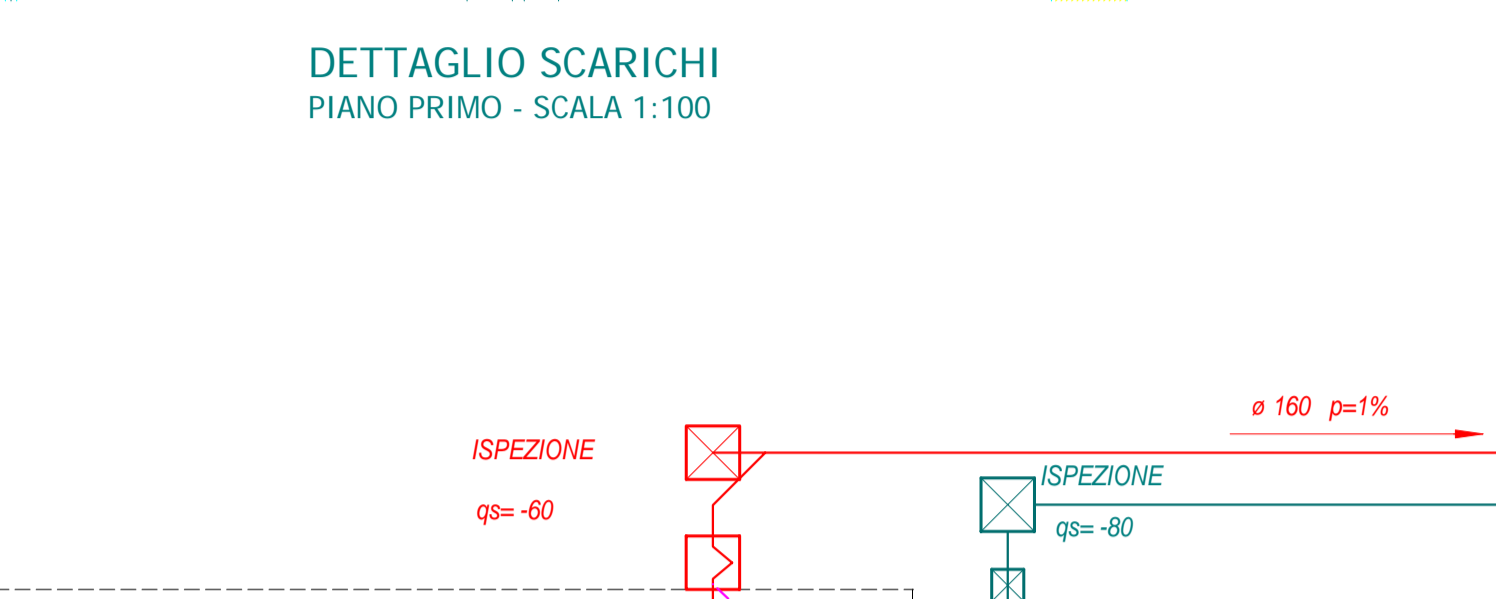 DETTAGLIO SCARICHI
PIANO PRIMO - SCALA 1:100
ø 160 p=1%
ISPEZIONE
qs= -60
ISPEZIONE
qs= -80